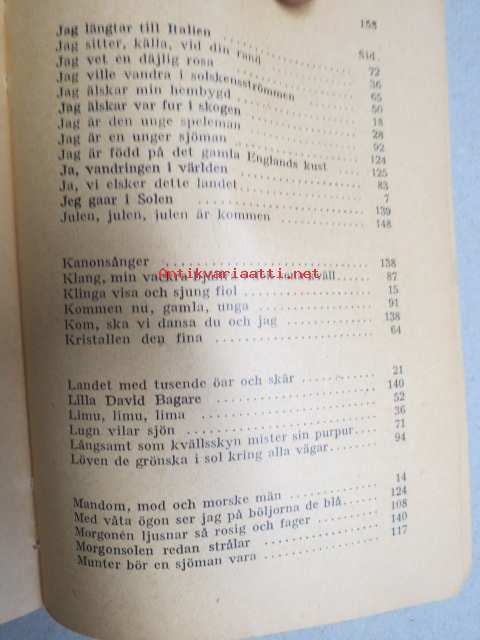 158
Sid.
Jag längtar till Italien 72
Jag sitter, källa, vid din rand 36
Jag vet en däjlig rosa 65
Jag ville vandra i solskensströmmen 50
Jag älskar min hembygd 18
Jag älskar var fur i skogen 28
Jag är den unge speleman 92
Jag är en unger sjöman 124
Jag är född på det gamla Englands kust 125
Ja, vandringen i världen 83
Ja, vi elsker dette landet 7
Jeg gaar i Solen 139
Julen, julen, julen är kommen 148
Kanonsånger 138
Antikvariaatti.net
Klang, min vackra bjällra kväll 87
Klinga visa och sjung fiol 15
Kommen nu, gamla, unga 91
Kom, ska vi dansa du och jag 138
Kristallen den fina 64
Landet med tusende öar och skär 21
Lilla David Bagare 140
Limu, limu, lima 52
Lugn vilar sjön 36
Långsamt som kvällsskyn mister sin purpur 71
Löven de grönska i sol kring alla vägar 94
Mandom, mod och morske män 14
Med våta ögon ser jag på böljorna de blå 124
Morgonen ljusnar så rosig och fager 108
Morgonsolen redan strålar 140
Munter bör en sjöman vara 117